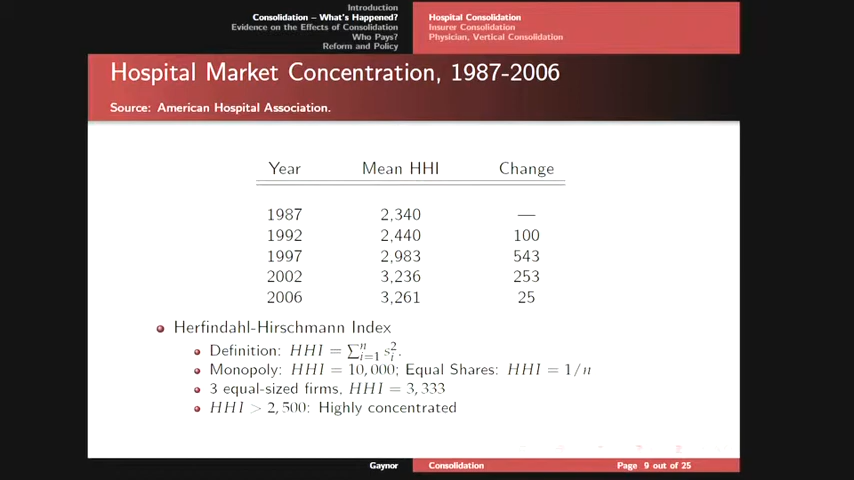 Introduction
Consolidation – What's Happened?
Evidence on the Effects of Consolidation
Who Pays?
Reform and Policy
Hospital Consolidation
Insurer Consolidation
Physician, Vertical Consolidation
Hospital Market Concentration, 1987-2006
Source: American Hospital Association.
Year Mean HHI Change
1987 2,340 —
1992 2,440 100
1997 2,983 543
2002 3,236 253
2006 3,261 25
Herfindahl-Hirschmann Index
Definition: HHI = ∑ⁿᵢ₌₁ s²ᵢ.
Monopoly: HHI = 10,000; Equal Shares: HHI = 1/n
3 equal-sized firms, HHI = 3,333
HHI > 2,500: Highly concentrated
Gaynor Consolidation Page 9 out of 25